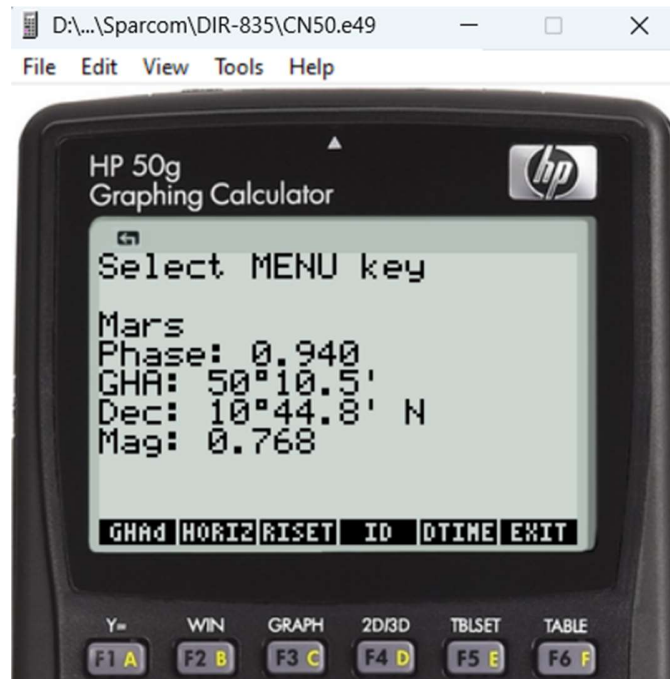 D:\...\Sparcom\DIR-835\CN50.e49
File Edit View Tools Help
HP 50g
Graphing Calculator
hp
Select MENU key
Mars
Phase: 0.940
GHA: 50°10.5'
Dec: 10°44.8' N
Mag: 0.768
GHAd HORIZ RISET ID DTIME EXIT
Y= WIN GRAPH 2D/3D TBLSET TABLE
F1 A F2 B F3 C F4 D F5 E F6 F